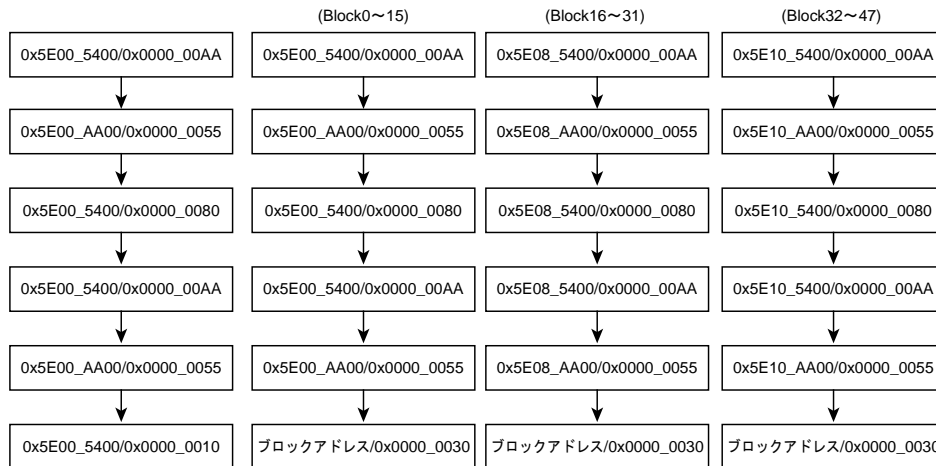 (Block0～15)
(Block16～31)
(Block32～47)
0x5E00_5400/0x0000_00AA
0x5E00_5400/0x0000_00AA
0x5E08_5400/0x0000_00AA
0x5E10_5400/0x0000_00AA
0x5E00_AA00/0x0000_0055
0x5E00_AA00/0x0000_0055
0x5E08_AA00/0x0000_0055
0x5E10_AA00/0x0000_0055
0x5E00_5400/0x0000_0080
0x5E00_5400/0x0000_0080
0x5E08_5400/0x0000_0080
0x5E10_5400/0x0000_0080
0x5E00_5400/0x0000_00AA
0x5E00_5400/0x0000_00AA
0x5E08_5400/0x0000_00AA
0x5E10_5400/0x0000_00AA
0x5E00_AA00/0x0000_0055
0x5E00_AA00/0x0000_0055
0x5E08_AA00/0x0000_0055
0x5E10_AA00/0x0000_0055
0x5E00_5400/0x0000_0010
ブロックアドレス/0x0000_0030
ブロックアドレス/0x0000_0030
ブロックアドレス/0x0000_0030